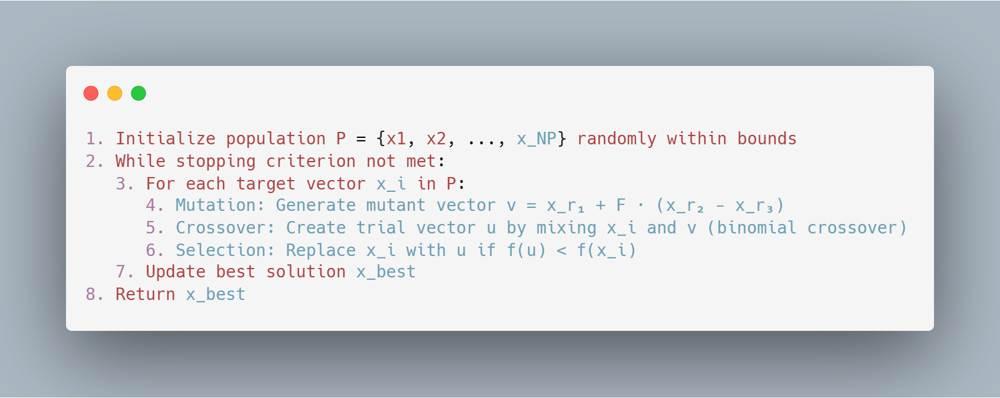 1. Initialize population P = {x1, x2, ..., x_NP} randomly within bounds
2. While stopping criterion not met:
3. For each target vector x_i in P:
4. Mutation: Generate mutant vector v = x_r₁ + F · (x_r₂ − x_r₃)
5. Crossover: Create trial vector u by mixing x_i and v (binomial crossover)
6. Selection: Replace x_i with u if f(u) < f(x_i)
7. Update best solution x_best
8. Return x_best